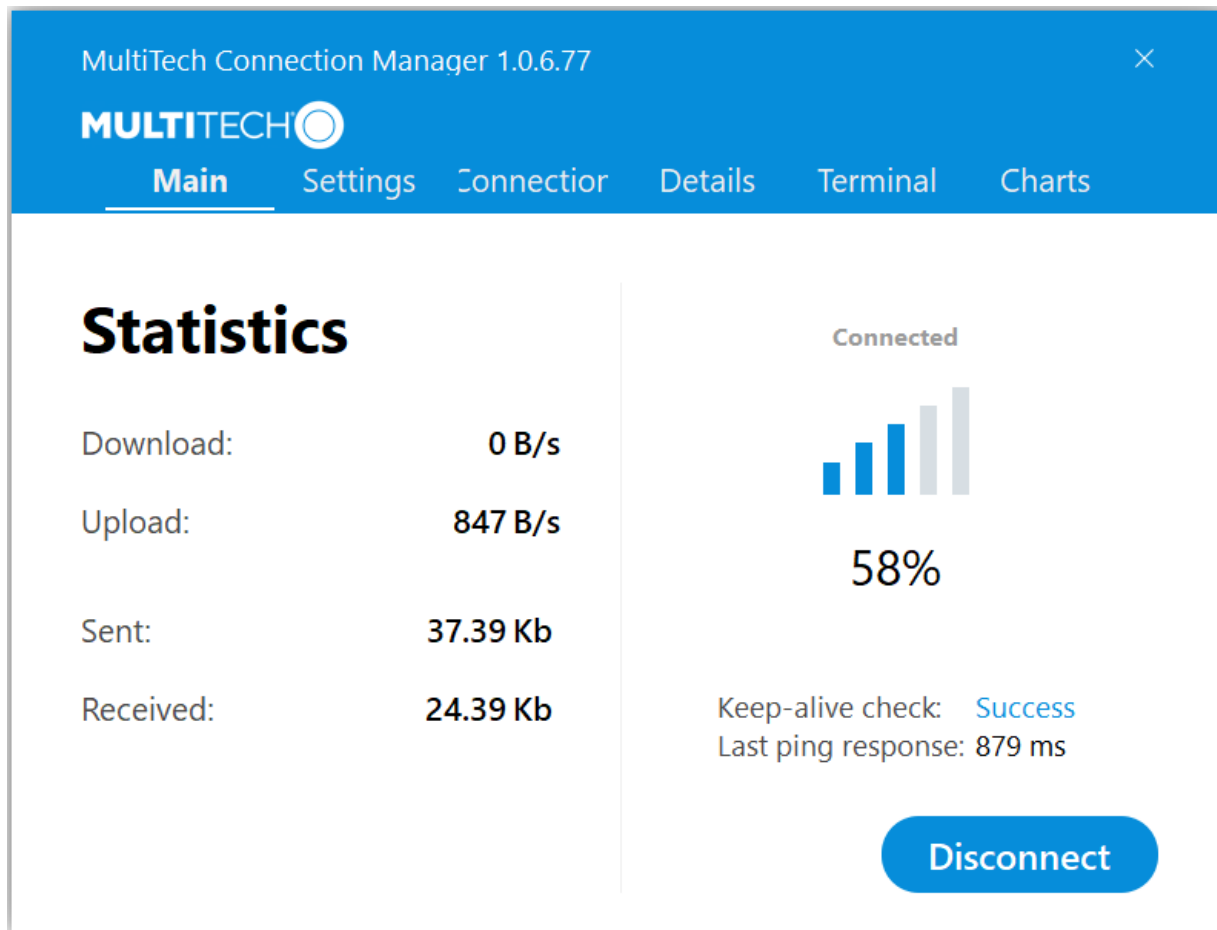 MultiTech Connection Manager 1.0.6.77
MULTITECH
Main Settings Connection Details Terminal Charts
Statistics
Connected
Download: 0 B/s
Upload: 847 B/s
58%
Sent: 37.39 Kb
Received: 24.39 Kb
Keep-alive check: Success
Last ping response: 879 ms
Disconnect